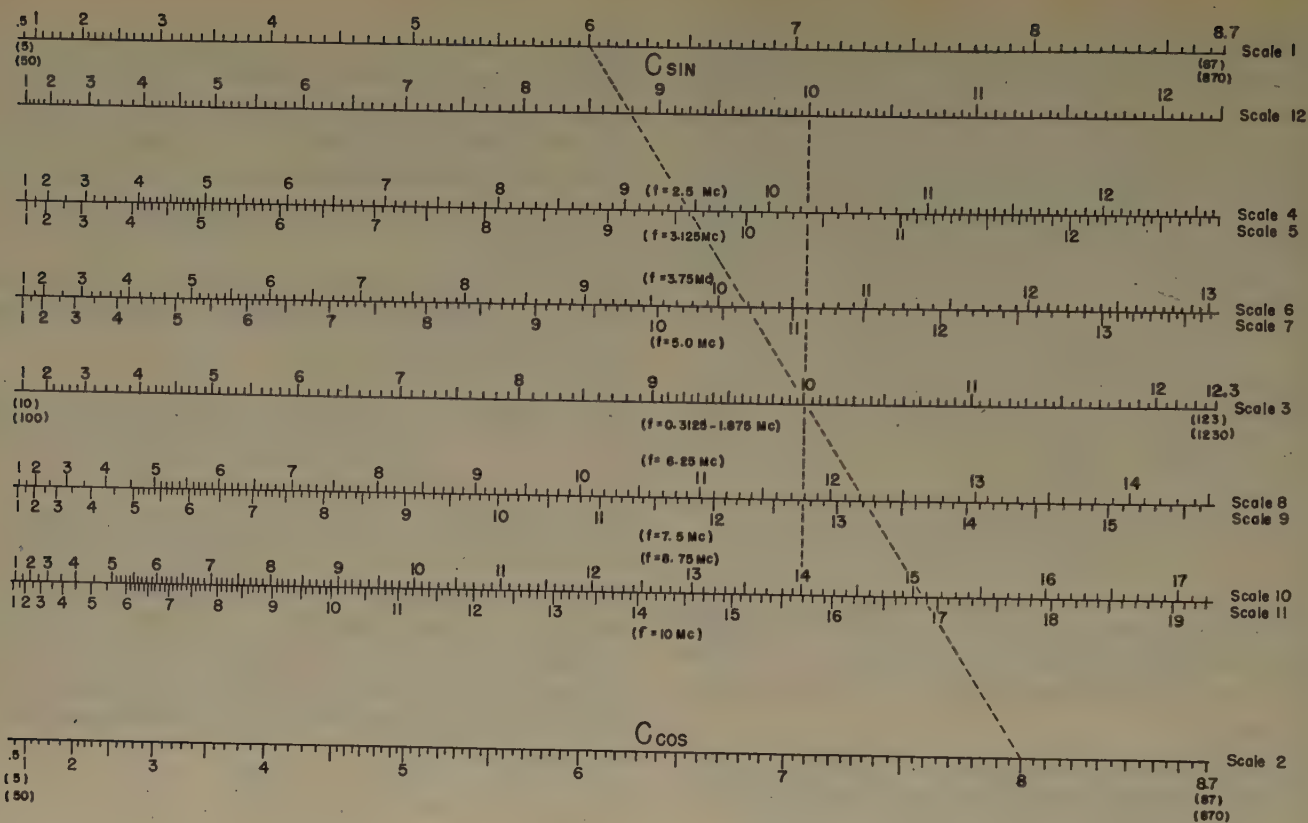 .5 1 2 3 4 5 6 7 8 8.7
(5) (87) Scale 1
(50) (870)
C SIN
1 2 3 4 5 6 7 8 9 10 11 12 Scale 12
1 2 3 4 5 6 7 8 9 (f=2.5 Mc) 10 11 12 Scale 4
1 2 3 4 5 6 7 8 9 (f=3.125Mc) 10 11 12 Scale 5
(f=3.75Mc)
1 2 3 4 5 6 7 8 9 10 11 12 13 Scale 6
1 2 3 4 5 6 7 8 9 10 11 12 13 Scale 7
(f=5.0 Mc)
1 2 3 4 5 6 7 8 9 10 11 12 12.3 Scale 3
(10) (123)
(100) (1230)
(f=0.3125-1.875 Mc)
(f= 6.25 Mc)
1 2 3 4 5 6 7 8 9 10 11 12 13 14 Scale 8
1 2 3 4 5 6 7 8 9 10 11 12 13 14 15 Scale 9
(f=7.5 Mc)
(f=8.75 Mc)
1 2 3 4 5 6 7 8 9 10 11 12 13 14 15 16 17 Scale 10
1 2 3 4 5 6 7 8 9 10 11 12 13 14 15 16 17 18 19 Scale 11
(f=10 Mc)
C COS
.5 1 2 3 4 5 6 7 8 8.7 Scale 2
(5) (87)
(50) (870)